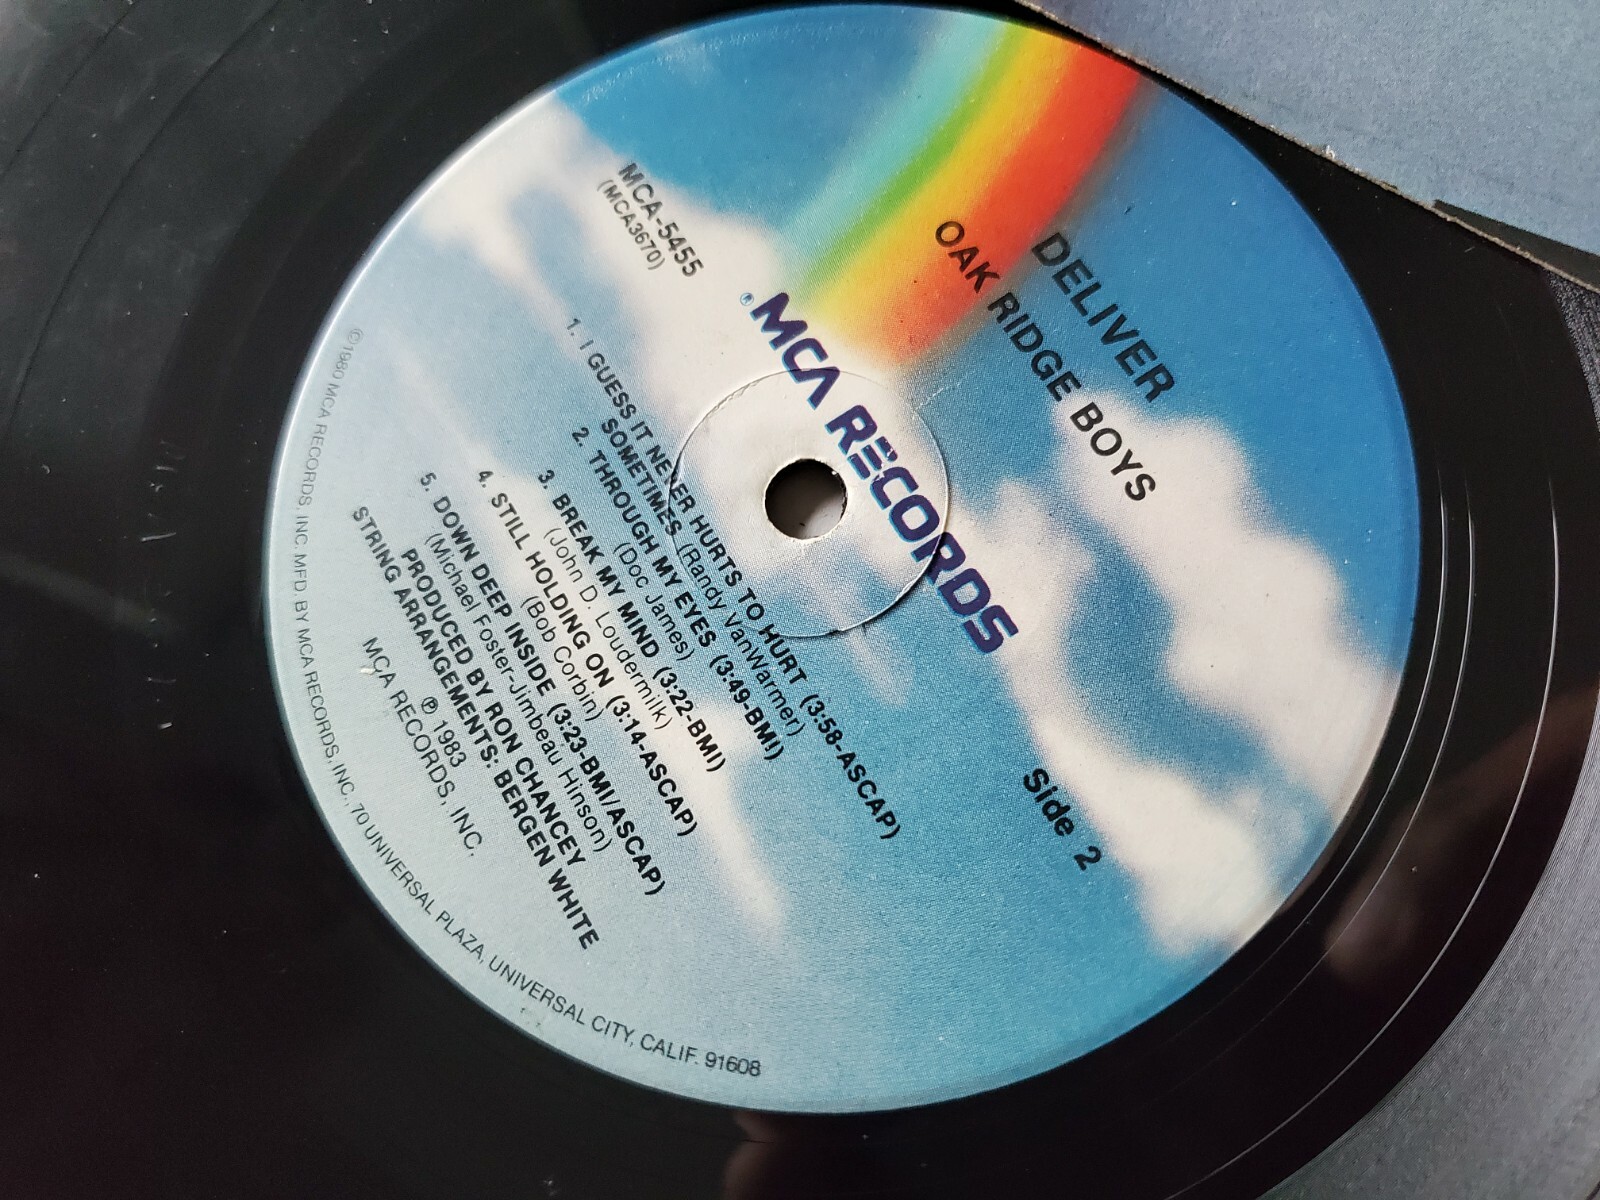 DELIVER
OAK RIDGE BOYS
MCA RECORDS
®
MCA-5455
(MCA3670)
Side 2
1. I GUESS IT NEVER HURTS TO HURT (3:58-ASCAP)
SOMETIMES (Randy VanWarmer)
2. THROUGH MY EYES (3:49-BMI)
(Doc James)
3. BREAK MY MIND (3:22-BMI)
(John D. Loudermilk)
4. STILL HOLDING ON (3:14-ASCAP)
(Bob Corbin)
5. DOWN DEEP INSIDE (3:23-BMI/ASCAP)
(Michael Foster-Jimbeau Hinson)
PRODUCED BY RON CHANCEY
STRING ARRANGEMENTS: BERGEN WHITE
℗ 1983
MCA RECORDS, INC.
©1980 MCA RECORDS, INC. MFD. BY MCA RECORDS, INC., 70 UNIVERSAL PLAZA, UNIVERSAL CITY, CALIF. 91608